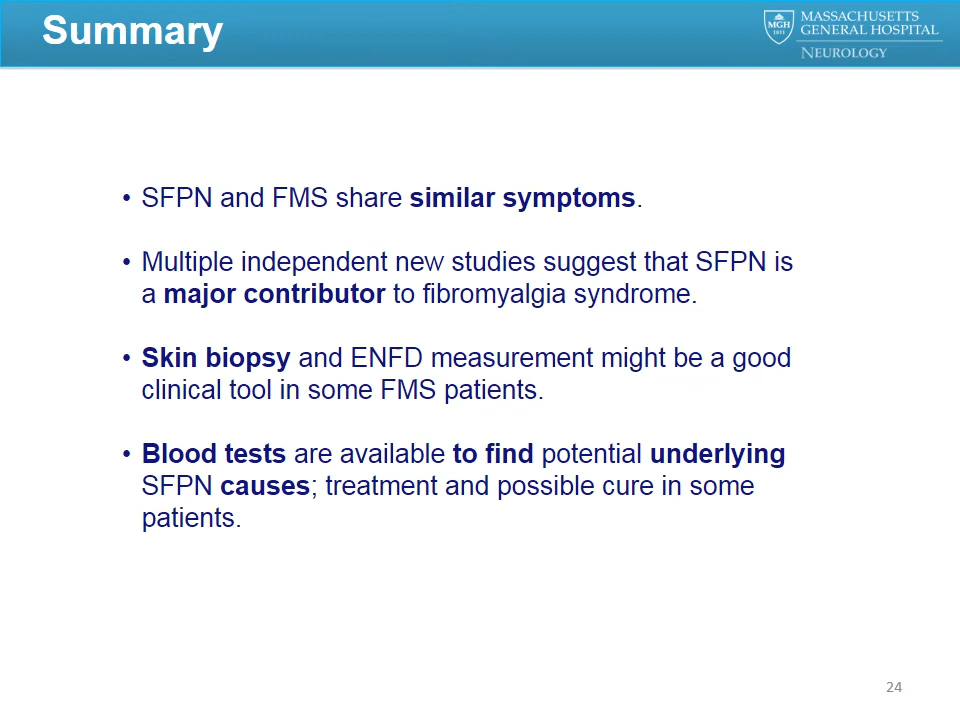 Summary
MASSACHUSETTS
GENERAL HOSPITAL
NEUROLOGY
MGH
1811
• SFPN and FMS share similar symptoms.
• Multiple independent new studies suggest that SFPN is
a major contributor to fibromyalgia syndrome.
• Skin biopsy and ENFD measurement might be a good
clinical tool in some FMS patients.
• Blood tests are available to find potential underlying
SFPN causes; treatment and possible cure in some
patients.
24